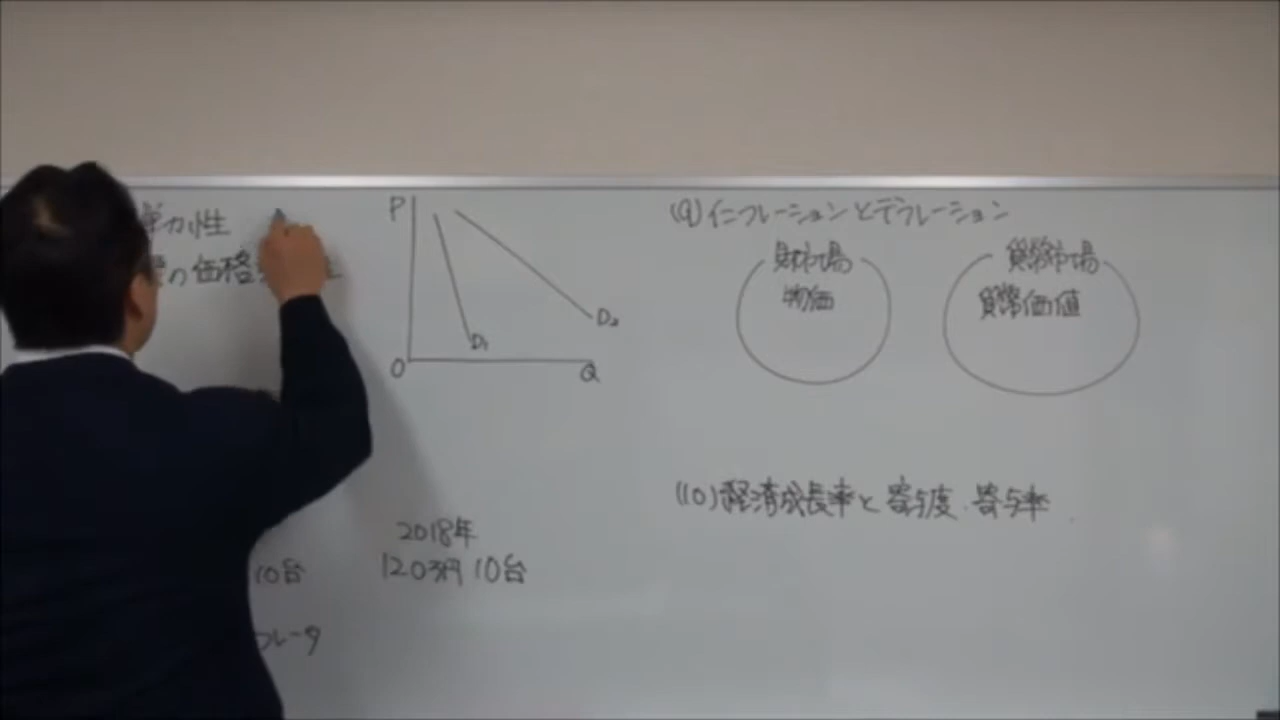 弾力性
の価格
P
D₁
D₂
O
Q
2018年
10台
120万円 10台
フレータ
(9) インフレーションとデフレーション
財市場
物価
貨幣市場
貨幣価値
(10) 経済成長率と寄与度・寄与率